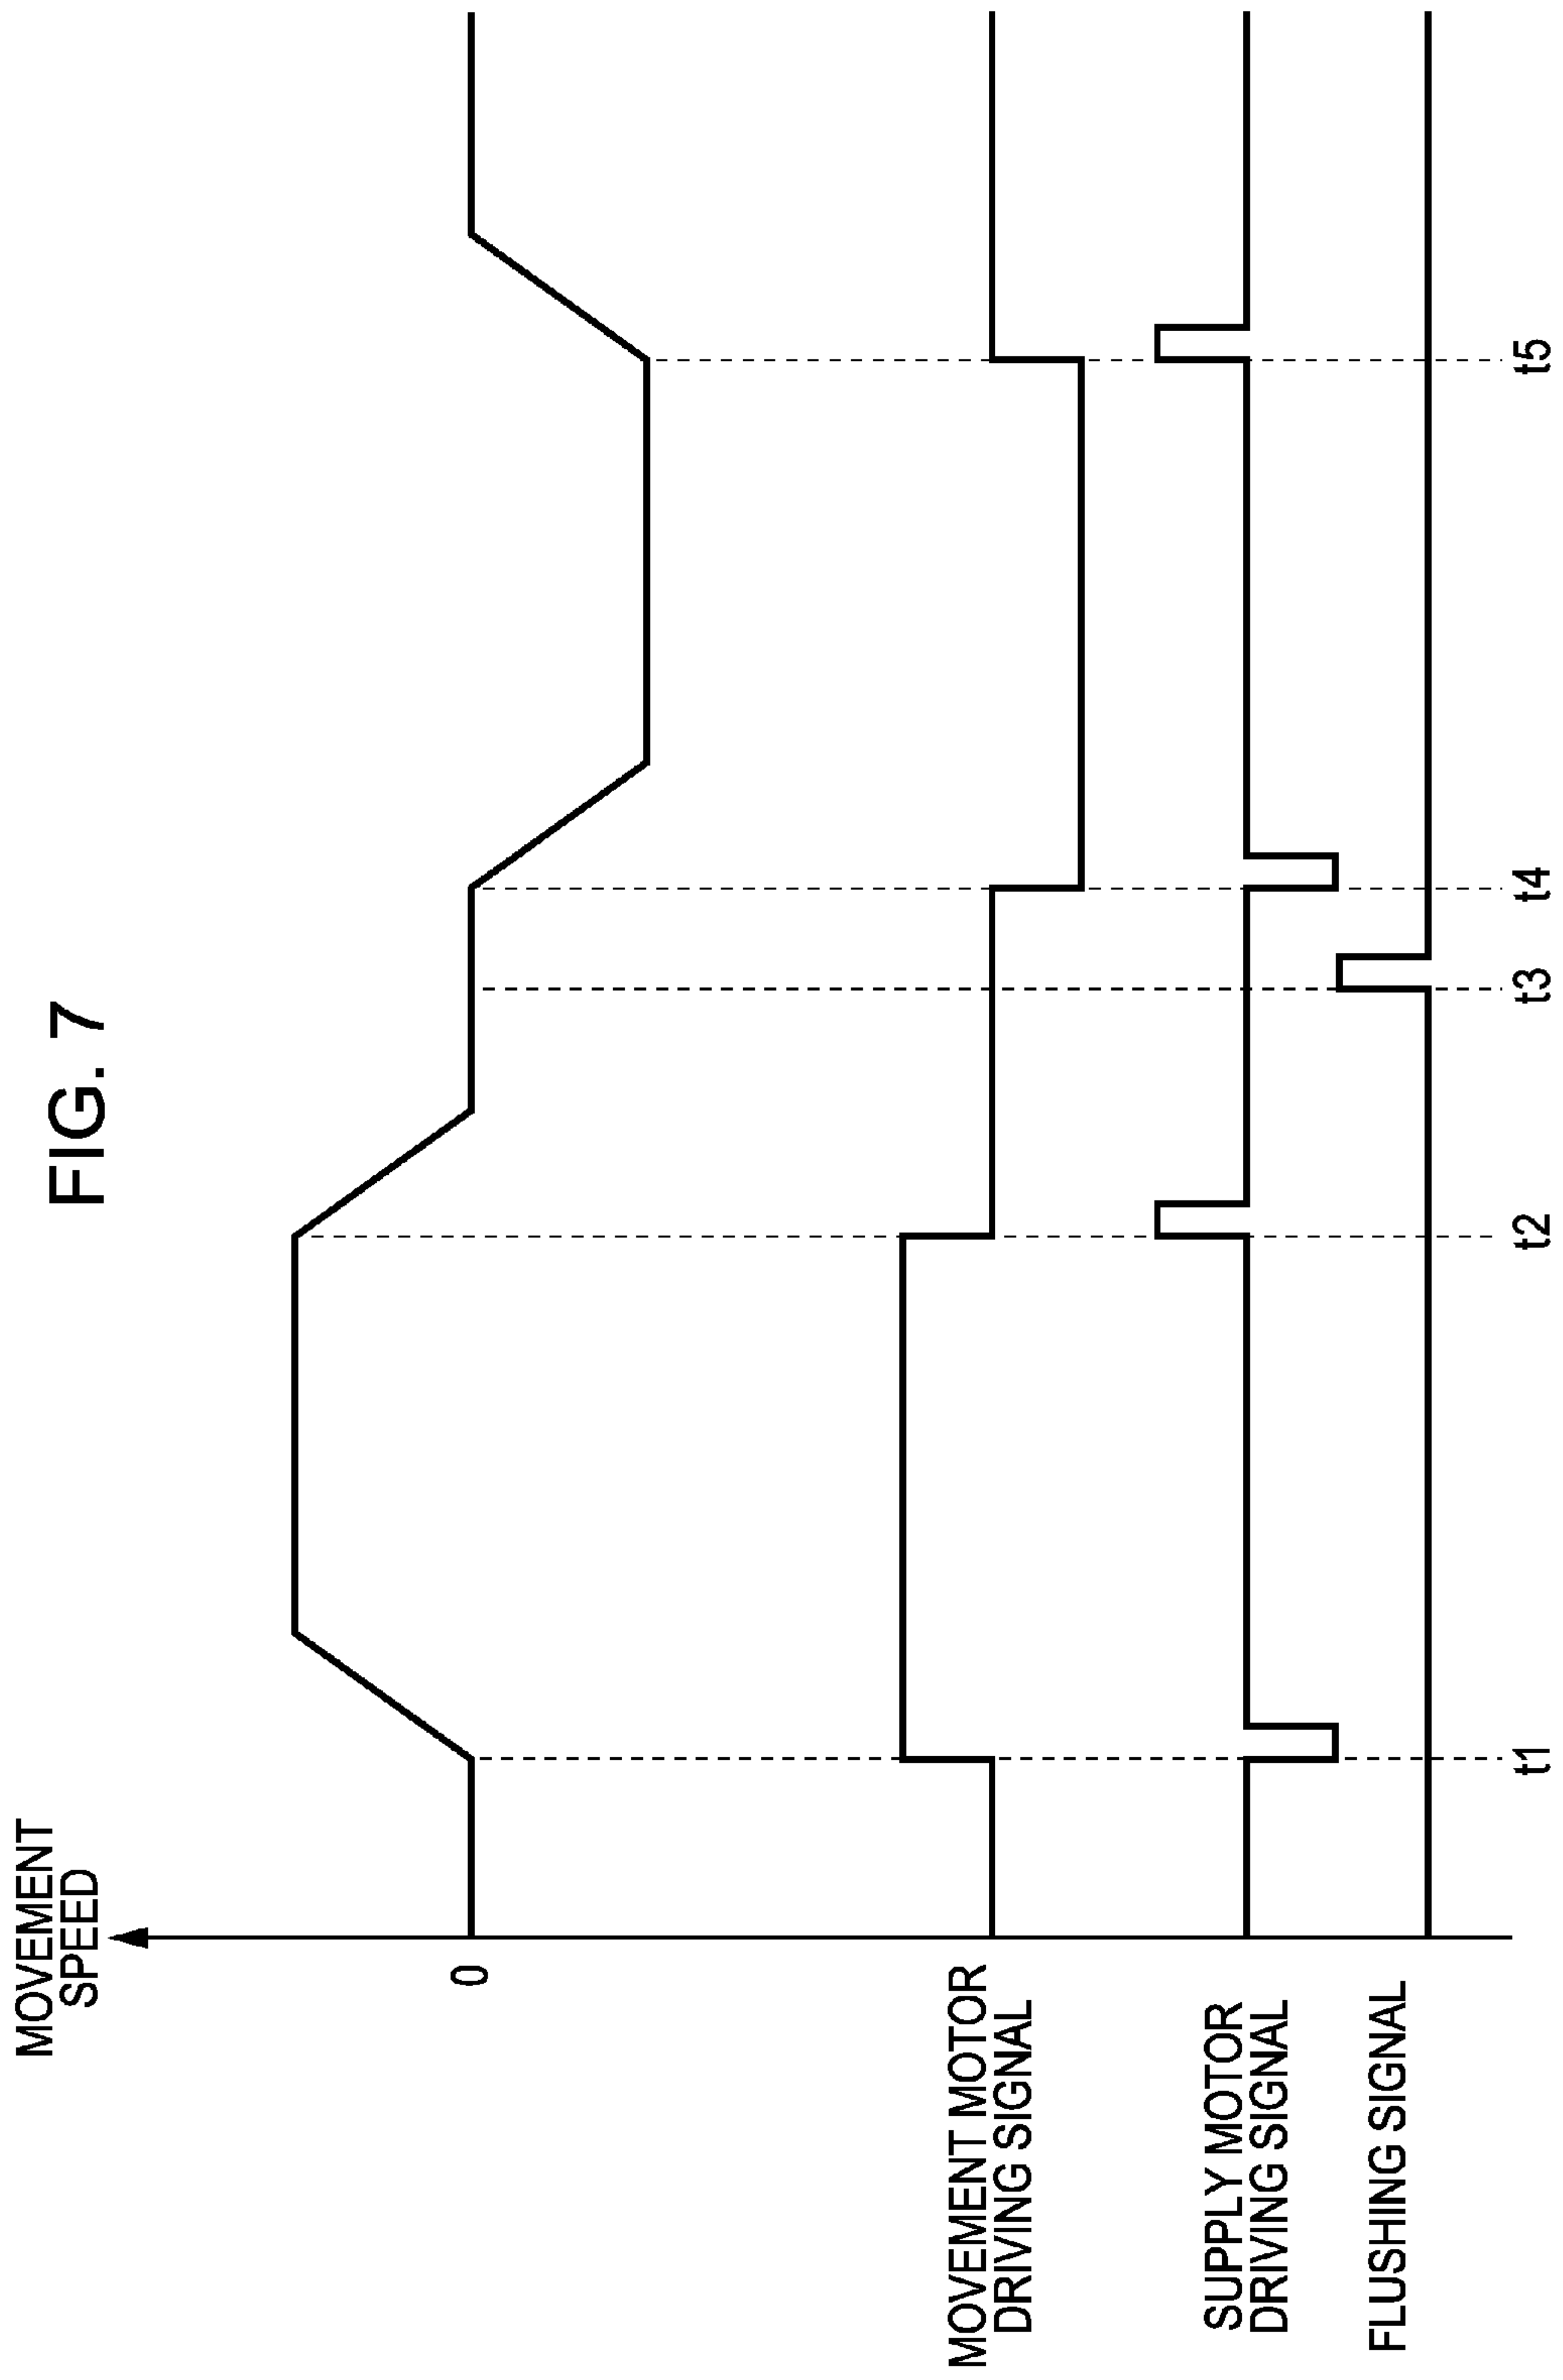 FIG. 7
MOVEMENT
SPEED
0
MOVEMENT MOTOR
DRIVING SIGNAL
SUPPLY MOTOR
DRIVING SIGNAL
FLUSHING SIGNAL
t1
t2
t3
t4
t5